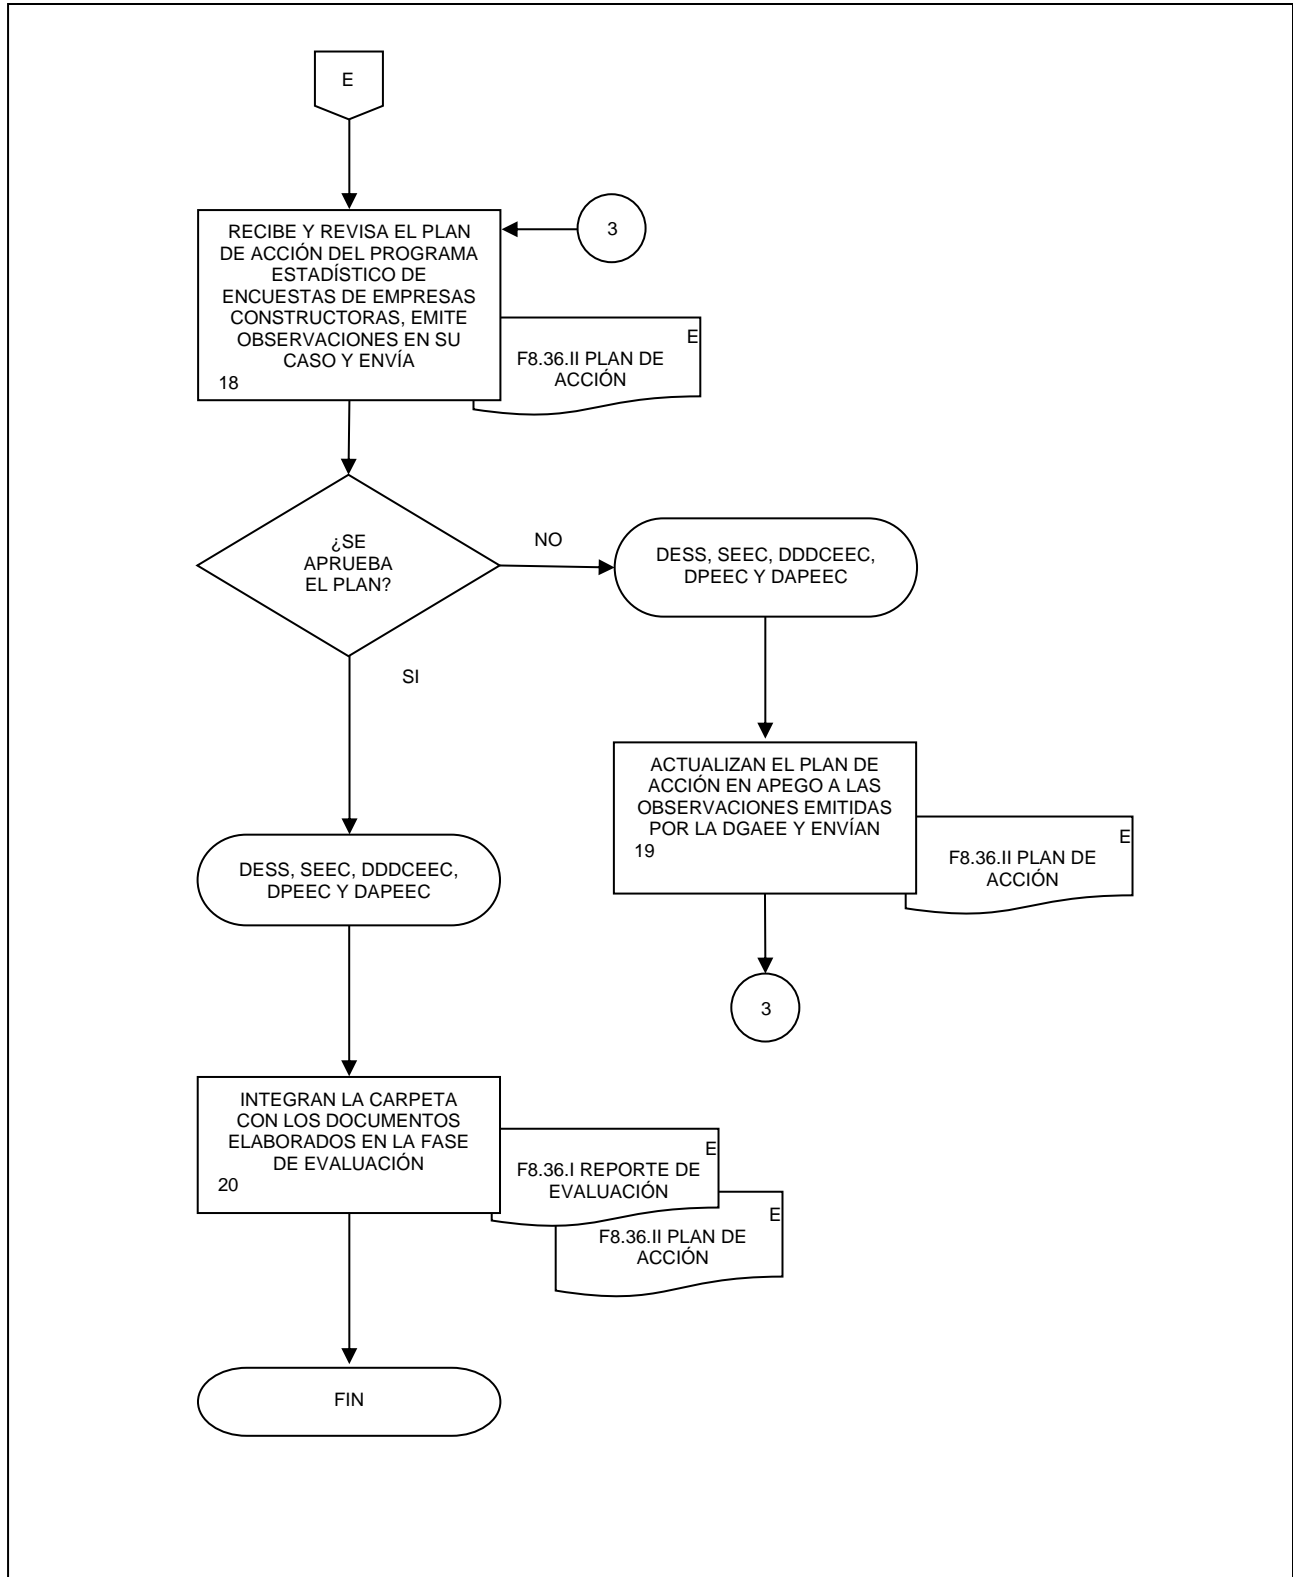 E
3
RECIBE Y REVISA EL PLAN
DE ACCIÓN DEL PROGRAMA
ESTADÍSTICO DE
ENCUESTAS DE EMPRESAS
CONSTRUCTORAS, EMITE
OBSERVACIONES EN SU
CASO Y ENVÍA
18
E
F8.36.II PLAN DE
ACCIÓN
¿SE
APRUEBA
EL PLAN?
NO
DESS, SEEC, DDDCEEC,
DPEEC Y DAPEEC
SI
ACTUALIZAN EL PLAN DE
ACCIÓN EN APEGO A LAS
OBSERVACIONES EMITIDAS
POR LA DGAEE Y ENVÍAN
19
E
F8.36.II PLAN DE
ACCIÓN
3
DESS, SEEC, DDDCEEC,
DPEEC Y DAPEEC
INTEGRAN LA CARPETA
CON LOS DOCUMENTOS
ELABORADOS EN LA FASE
DE EVALUACIÓN
20
E
F8.36.I REPORTE DE
EVALUACIÓN
E
F8.36.II PLAN DE
ACCIÓN
FIN